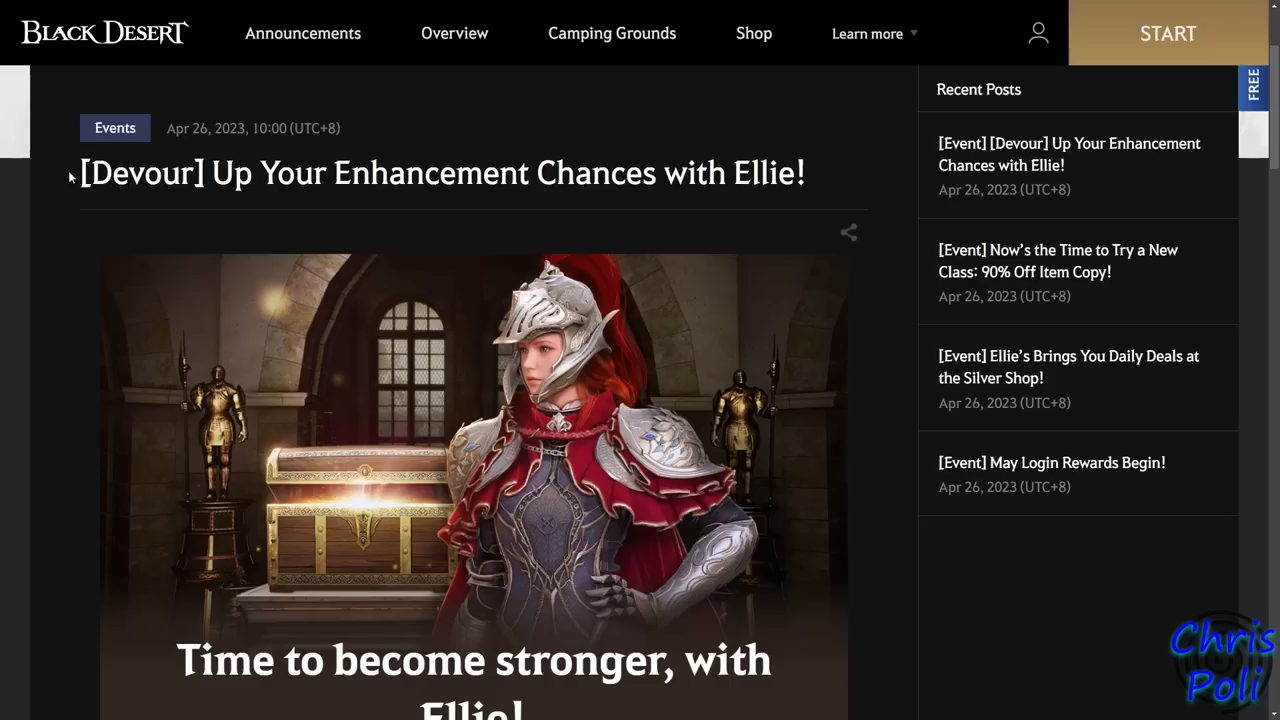 BLACK DESERT
Announcements
Overview
Camping Grounds
Shop
Learn more
START
FREE
Events
Apr 26, 2023, 10:00 (UTC+8)
[Devour] Up Your Enhancement Chances with Ellie!
Time to become stronger, with
Ellie!
Recent Posts
[Event] [Devour] Up Your Enhancement
Chances with Ellie!
Apr 26, 2023 (UTC+8)
[Event] Now's the Time to Try a New
Class: 90% Off Item Copy!
Apr 26, 2023 (UTC+8)
[Event] Ellie's Brings You Daily Deals at
the Silver Shop!
Apr 26, 2023 (UTC+8)
[Event] May Login Rewards Begin!
Apr 26, 2023 (UTC+8)
Chris
Poli